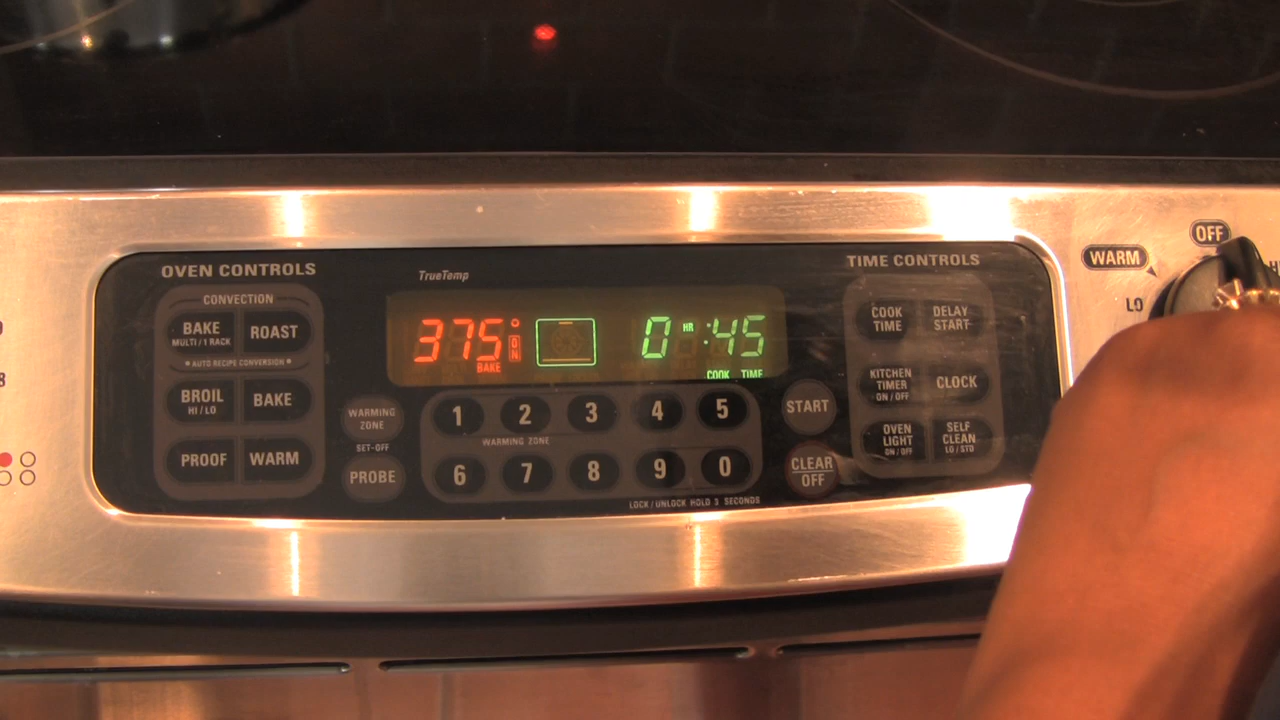 OVEN CONTROLS
CONVECTION
BAKE
MULTI / 1 RACK
ROAST
AUTO RECIPE CONVERSION
BROIL
HI / LO
BAKE
PROOF
WARM
TrueTemp
375°
ON
BAKE
0 HR :45
COOK TIME
WARMING
ZONE
SET-OFF
PROBE
1 2 3 4 5
WARMING ZONE
6 7 8 9 0
LOCK / UNLOCK HOLD 3 SECONDS
START
CLEAR
OFF
TIME CONTROLS
COOK
TIME
DELAY
START
KITCHEN
TIMER
ON / OFF
CLOCK
OVEN
LIGHT
ON / OFF
SELF
CLEAN
LO / STD
OFF
WARM
LO